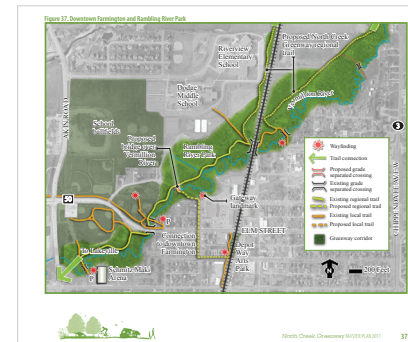 Figure 37. Downtown Farmington and Rambling River Park
Proposed North Creek
Greenway regional
trail
Riverview
Elementary
School
Vermillion River
Dodge
Middle
School
AKIN ROAD
School
ballfields
Proposed
bridge over
Vermillion
River
Rambling
River Park
3
Wayfinding
Trail connection
Proposed grade
separated crossing
Existing grade
separated crossing
Existing regional trail
Proposed regional trail
Existing local trail
Proposed local trail
Greenway corridor
CHIPPENDALE AVE W
50
Gateway
landmark
P
ELM STREET
Connection
to downtown
Farmington
Depot
Way
Arts
Park
To Lakeville
P
Schmitz-Maki
Arena
N
200 Feet
North Creek Greenway MASTER PLAN 2011
37